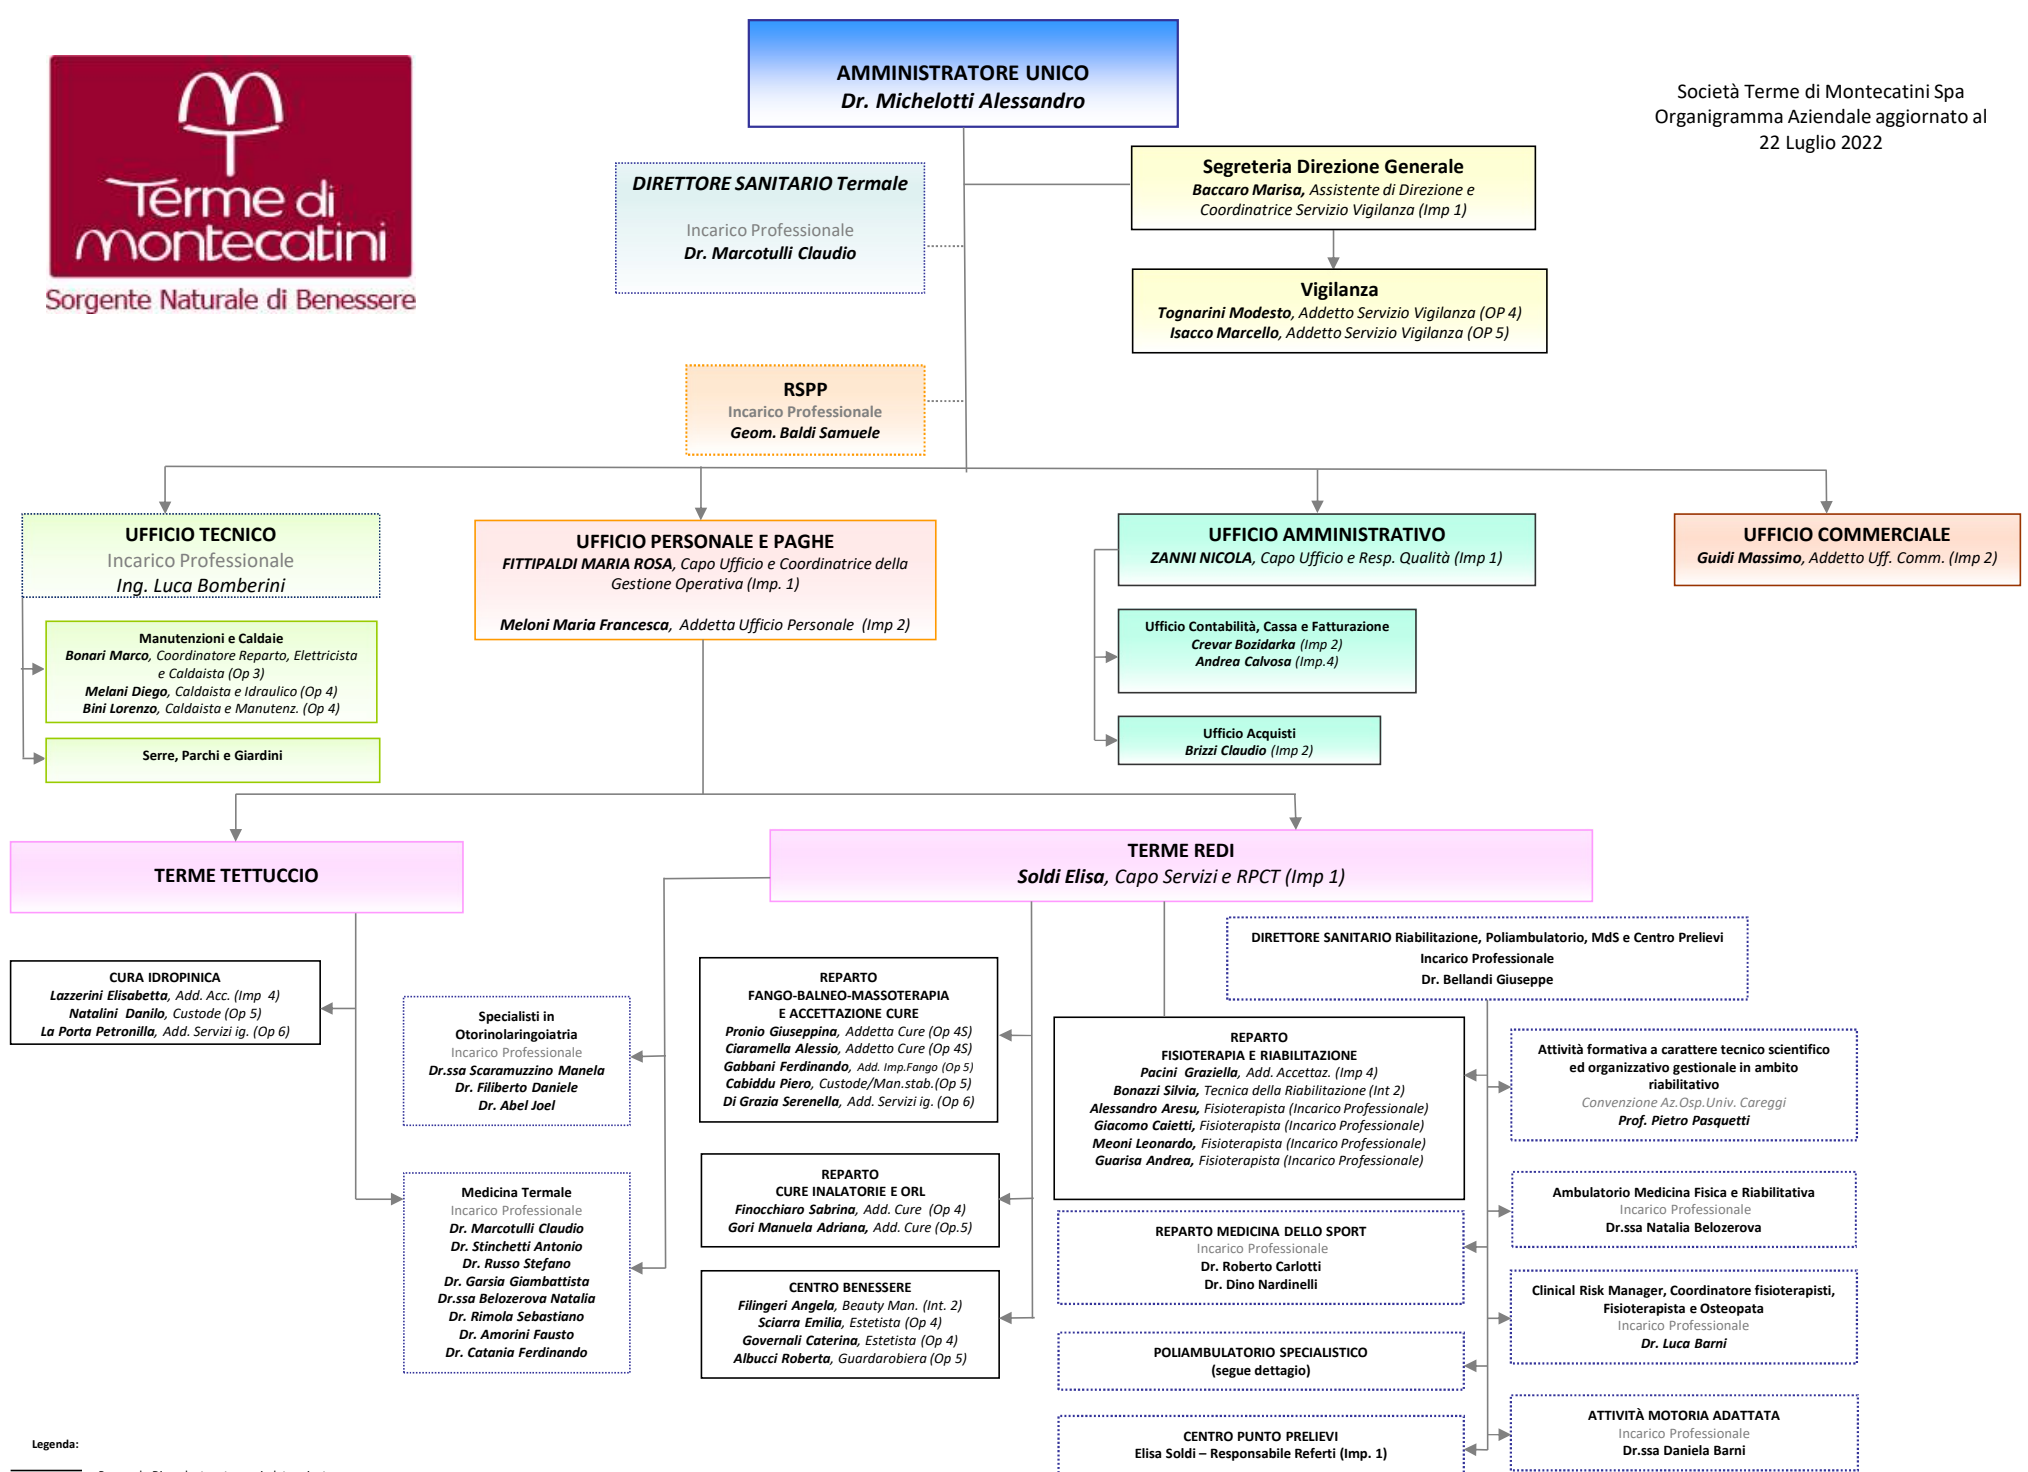 Terme di
montecatini
Sorgente Naturale di Benessere
AMMINISTRATORE UNICO
Dr. Michelotti Alessandro
Società Terme di Montecatini Spa
Organigramma Aziendale aggiornato al
22 Luglio 2022
DIRETTORE SANITARIO Termale
Incarico Professionale
Dr. Marcotulli Claudio
Segreteria Direzione Generale
Baccaro Marisa, Assistente di Direzione e
Coordinatrice Servizio Vigilanza (Imp 1)
Vigilanza
Tognarini Modesto, Addetto Servizio Vigilanza (OP 4)
Isacco Marcello, Addetto Servizio Vigilanza (OP 5)
RSPP
Incarico Professionale
Geom. Baldi Samuele
UFFICIO TECNICO
Incarico Professionale
Ing. Luca Bomberini
Manutenzioni e Caldaie
Bonari Marco, Coordinatore Reparto, Elettricista
e Caldaista (Op 3)
Melani Diego, Caldaista e Idraulico (Op 4)
Bini Lorenzo, Caldaista e Manutenz. (Op 4)
Serre, Parchi e Giardini
UFFICIO PERSONALE E PAGHE
FITTIPALDI MARIA ROSA, Capo Ufficio e Coordinatrice della
Gestione Operativa (Imp. 1)
Meloni Maria Francesca, Addetta Ufficio Personale (Imp 2)
UFFICIO AMMINISTRATIVO
ZANNI NICOLA, Capo Ufficio e Resp. Qualità (Imp 1)
Ufficio Contabilità, Cassa e Fatturazione
Crevar Bozidarka (Imp 2)
Andrea Calvosa (Imp.4)
Ufficio Acquisti
Brizzi Claudio (Imp 2)
UFFICIO COMMERCIALE
Guidi Massimo, Addetto Uff. Comm. (Imp 2)
TERME TETTUCCIO
TERME REDI
Soldi Elisa, Capo Servizi e RPCT (Imp 1)
CURA IDROPINICA
Lazzerini Elisabetta, Add. Acc. (Imp 4)
Natalini Danilo, Custode (Op 5)
La Porta Petronilla, Add. Servizi ig. (Op 6)
Specialisti in
Otorinolaringoiatria
Incarico Professionale
Dr.ssa Scaramuzzino Manela
Dr. Filiberto Daniele
Dr. Abel Joel
Medicina Termale
Incarico Professionale
Dr. Marcotulli Claudio
Dr. Stinchetti Antonio
Dr. Russo Stefano
Dr. Garsia Giambattista
Dr.ssa Belozerova Natalia
Dr. Rimola Sebastiano
Dr. Amorini Fausto
Dr. Catania Ferdinando
REPARTO
FANGO-BALNEO-MASSOTERAPIA
E ACCETTAZIONE CURE
Pronio Giuseppina, Addetta Cure (Op 4S)
Ciaramella Alessio, Addetto Cure (Op 4S)
Gabbani Ferdinando, Add. Imp.Fango (Op 5)
Cabiddu Piero, Custode/Man.stab.(Op 5)
Di Grazia Serenella, Add. Servizi ig. (Op 6)
REPARTO
CURE INALATORIE E ORL
Finocchiaro Sabrina, Add. Cure (Op 4)
Gori Manuela Adriana, Add. Cure (Op.5)
CENTRO BENESSERE
Filingeri Angela, Beauty Man. (Int. 2)
Sciarra Emilia, Estetista (Op 4)
Governali Caterina, Estetista (Op 4)
Albucci Roberta, Guardarobiera (Op 5)
DIRETTORE SANITARIO Riabilitazione, Poliambulatorio, MdS e Centro Prelievi
Incarico Professionale
Dr. Bellandi Giuseppe
REPARTO
FISIOTERAPIA E RIABILITAZIONE
Pacini Graziella, Add. Accettaz. (Imp 4)
Bonazzi Silvia, Tecnica della Riabilitazione (Int 2)
Alessandro Aresu, Fisioterapista (Incarico Professionale)
Giacomo Caietti, Fisioterapista (Incarico Professionale)
Meoni Leonardo, Fisioterapista (Incarico Professionale)
Guarisa Andrea, Fisioterapista (Incarico Professionale)
REPARTO MEDICINA DELLO SPORT
Incarico Professionale
Dr. Roberto Carlotti
Dr. Dino Nardinelli
POLIAMBULATORIO SPECIALISTICO
(segue dettagio)
CENTRO PUNTO PRELIEVI
Elisa Soldi – Responsabile Referti (Imp. 1)
Attività formativa a carattere tecnico scientifico
ed organizzativo gestionale in ambito
riabilitativo
Convenzione Az.Osp.Univ. Careggi
Prof. Pietro Pasquetti
Ambulatorio Medicina Fisica e Riabilitativa
Incarico Professionale
Dr.ssa Natalia Belozerova
Clinical Risk Manager, Coordinatore fisioterapisti,
Fisioterapista e Osteopata
Incarico Professionale
Dr. Luca Barni
ATTIVITÀ MOTORIA ADATTATA
Incarico Professionale
Dr.ssa Daniela Barni
Legenda: